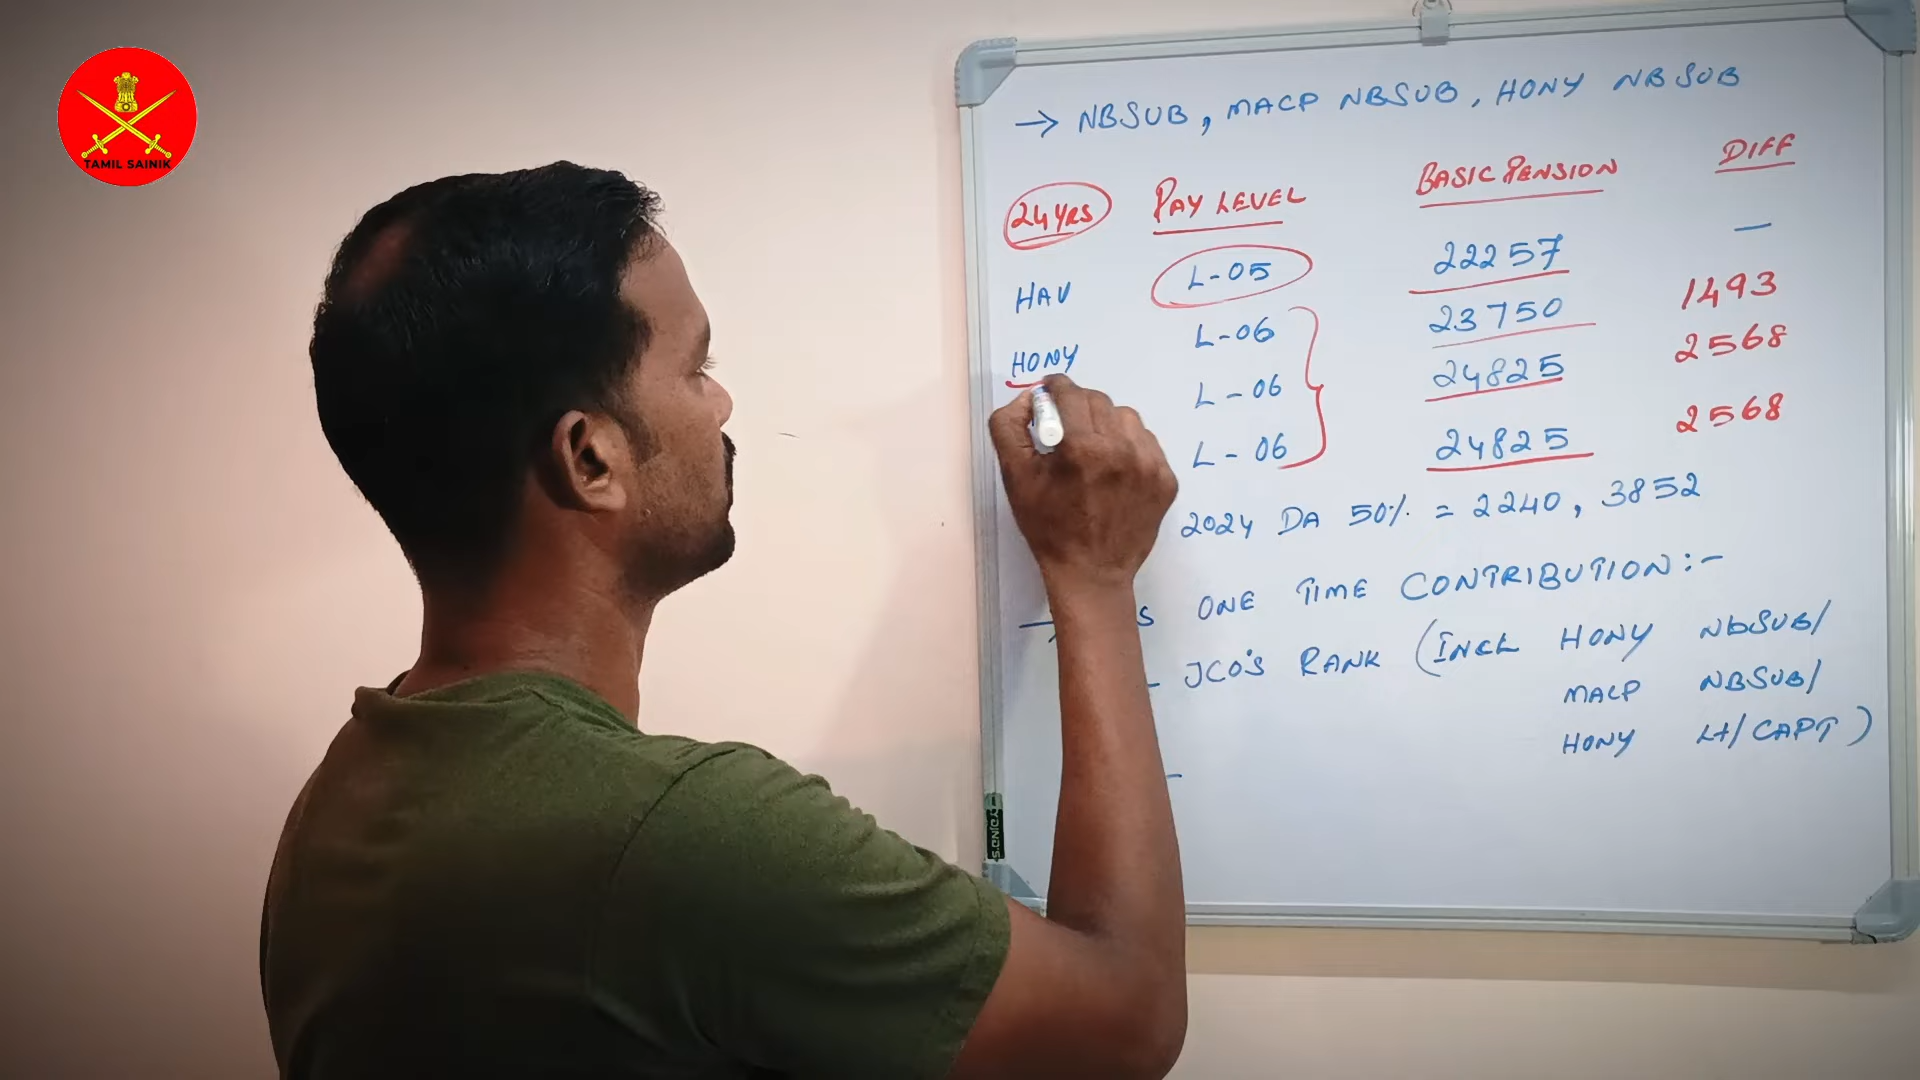 TAMIL SAINIK
→ NBSUB, MACP NBSUB, HONY NBSUB
24 YRS PAY LEVEL BASIC PENSION DIFF
HAV L-05 22257 —
HONY L-06 23750 1493
L-06 24825 2568
L-06 24825 2568
2024 DA 50% = 2240, 3852
S ONE TIME CONTRIBUTION:-
- JCO'S RANK (INCL HONY NBSUB/
MACP NBSUB/
HONY Lt/CAPT)